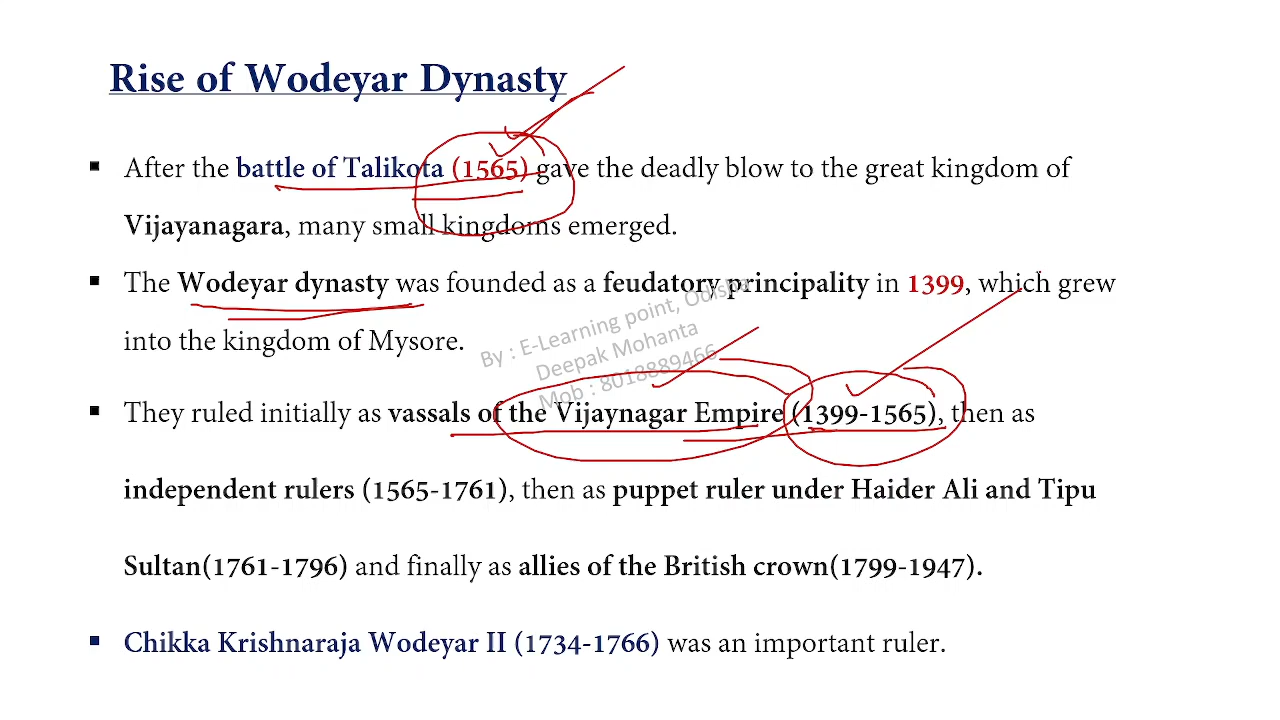 Rise of Wodeyar Dynasty
▪ After the battle of Talikota (1565) gave the deadly blow to the great kingdom of
Vijayanagara, many small kingdoms emerged.
▪ The Wodeyar dynasty was founded as a feudatory principality in 1399, which grew
into the kingdom of Mysore.
By : E-Learning point, Odisha
Deepak Mohanta
Mob : 8018889466
▪ They ruled initially as vassals of the Vijaynagar Empire (1399-1565), then as
independent rulers (1565-1761), then as puppet ruler under Haider Ali and Tipu
Sultan(1761-1796) and finally as allies of the British crown(1799-1947).
▪ Chikka Krishnaraja Wodeyar II (1734-1766) was an important ruler.